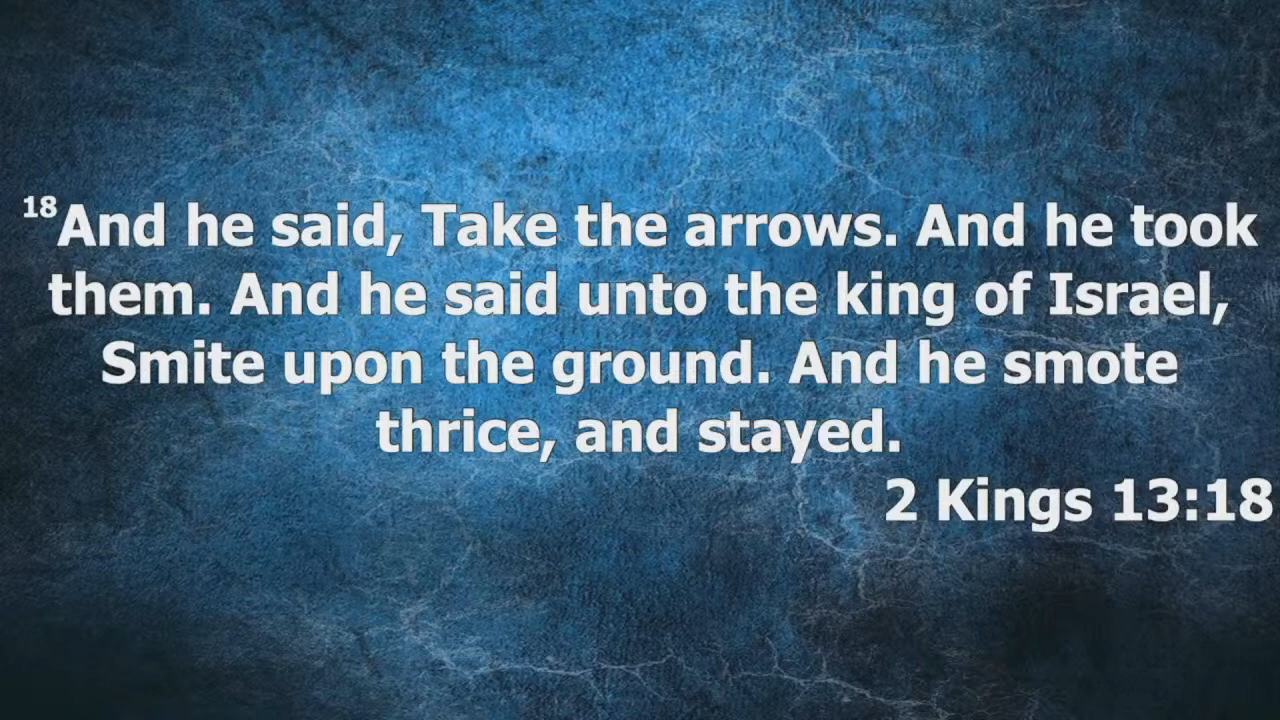 18And he said, Take the arrows. And he took
them. And he said unto the king of Israel,
Smite upon the ground. And he smote
thrice, and stayed.
2 Kings 13:18